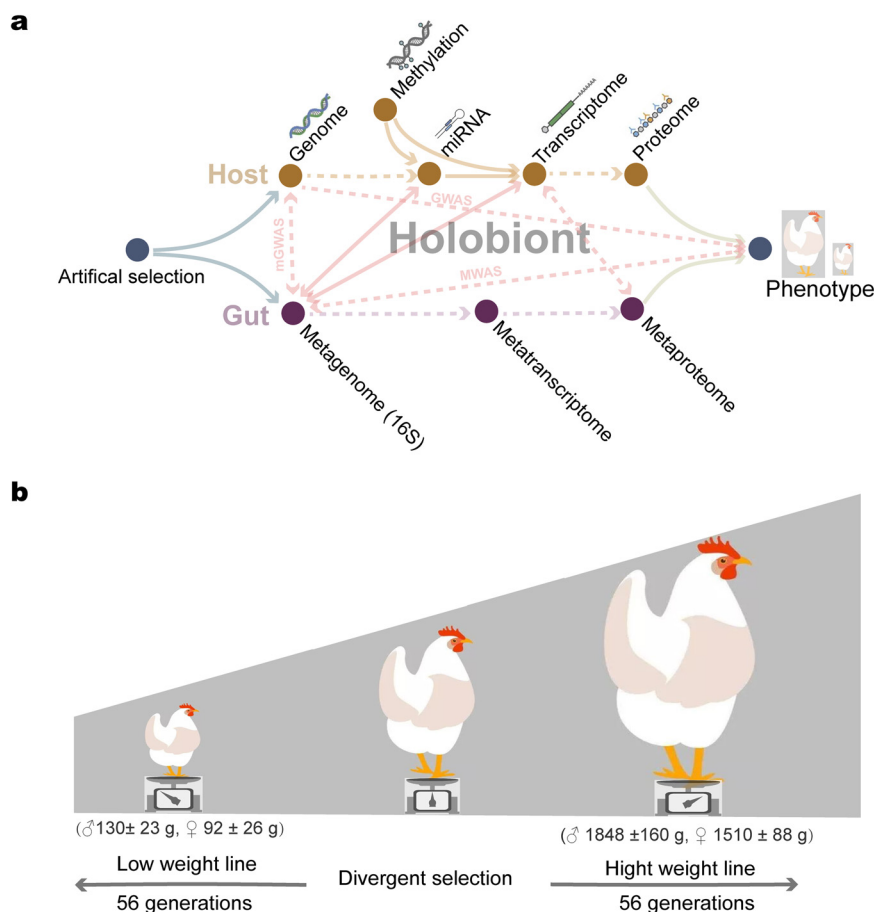 a
Methylation
Genome
miRNA
Transcriptome
Proteome
AAAAAAA
Host
GWAS
mGWAS
Holobiont
Artifical selection
MWAS
Phenotype
Gut
Metagenome (16S)
Metatranscriptome
Metaproteome
b
(♂130± 23 g, ♀ 92 ± 26 g)
(♂ 1848 ±160 g, ♀ 1510 ± 88 g)
Low weight line
Divergent selection
Hight weight line
56 generations
56 generations